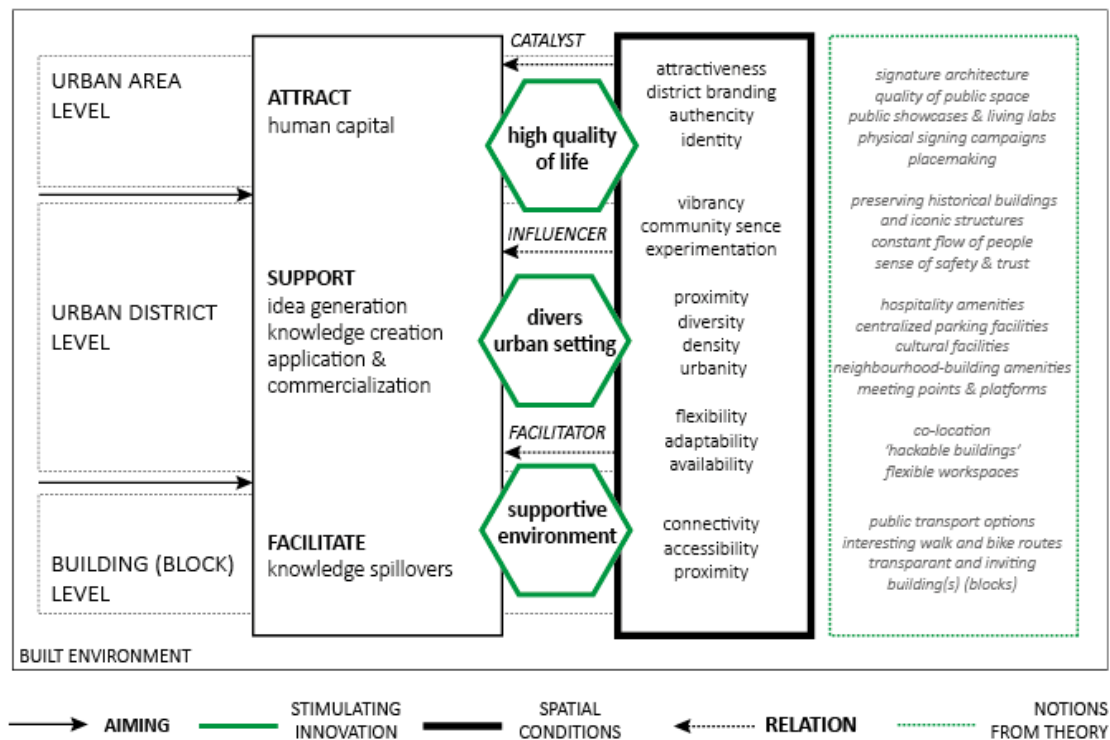 URBAN AREA
LEVEL
URBAN DISTRICT
LEVEL
BUILDING (BLOCK)
LEVEL
BUILT ENVIRONMENT
ATTRACT
human capital
SUPPORT
idea generation
knowledge creation
application &
commercialization
FACILITATE
knowledge spillovers
CATALYST
high quality
of life
INFLUENCER
divers
urban setting
FACILITATOR
supportive
environment
attractiveness
district branding
authencity
identity
vibrancy
community sence
experimentation
proximity
diversity
density
urbanity
flexibility
adaptability
availability
connectivity
accessibility
proximity
signature architecture
quality of public space
public showcases & living labs
physical signing campaigns
placemaking
preserving historical buildings
and iconic structures
constant flow of people
sense of safety & trust
hospitality amenities
centralized parking facilities
cultural facilities
neighbourhood-building amenities
meeting points & platforms
co-location
'hackable buildings'
flexible workspaces
public transport options
interesting walk and bike routes
transparant and inviting
building(s) (blocks)
AIMING
STIMULATING
INNOVATION
SPATIAL
CONDITIONS
RELATION
NOTIONS
FROM THEORY